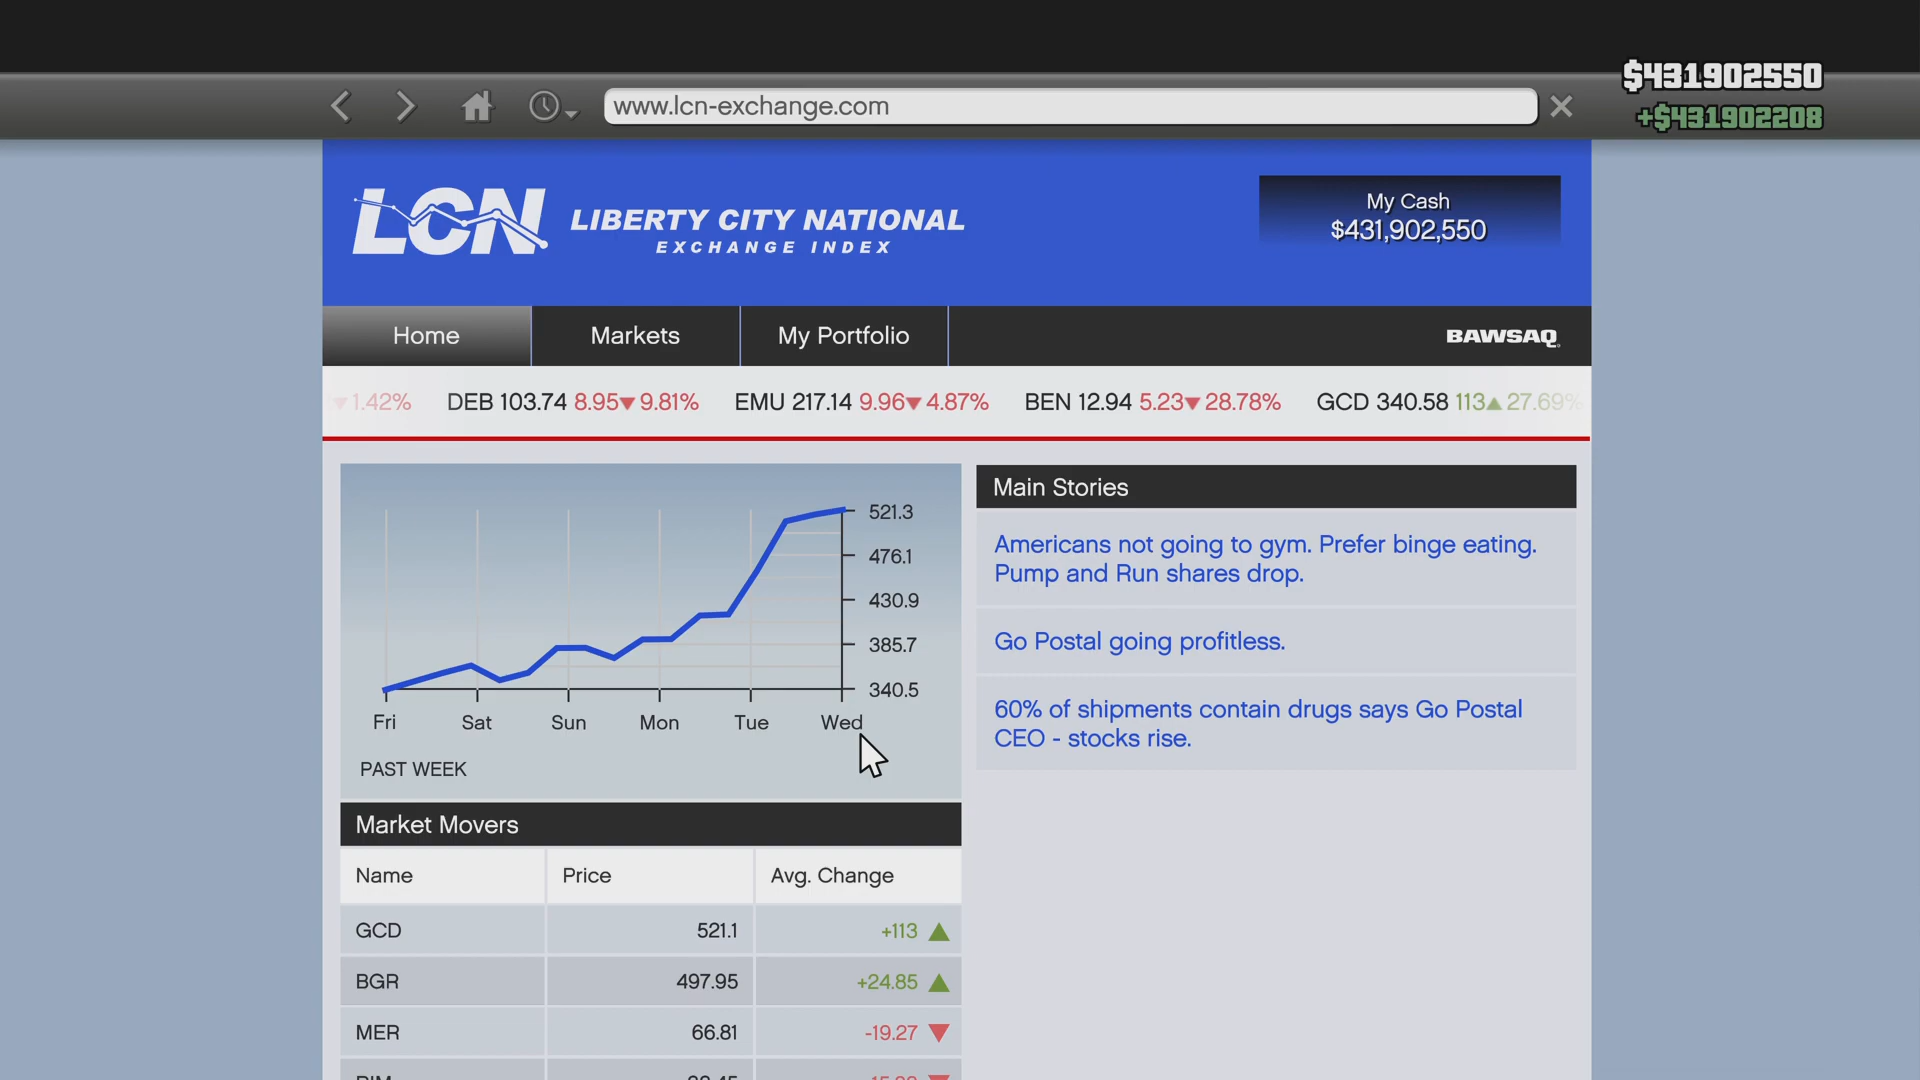 $431902550
+$431902208
www.lcn-exchange.com
LCN
LIBERTY CITY NATIONAL
EXCHANGE INDEX
My Cash
$431,902,550
Home
Markets
My Portfolio
BAWSAQ
▼1.42% DEB 103.74 8.95▼9.81% EMU 217.14 9.96▼4.87% BEN 12.94 5.23▼28.78% GCD 340.58 113▲27.69%
521.3
476.1
430.9
385.7
340.5
Fri Sat Sun Mon Tue Wed
PAST WEEK
Market Movers
Name Price Avg. Change
GCD 521.1 +113 ▲
BGR 497.95 +24.85 ▲
MER 66.81 -19.27 ▼
Main Stories
Americans not going to gym. Prefer binge eating.
Pump and Run shares drop.
Go Postal going profitless.
60% of shipments contain drugs says Go Postal
CEO - stocks rise.